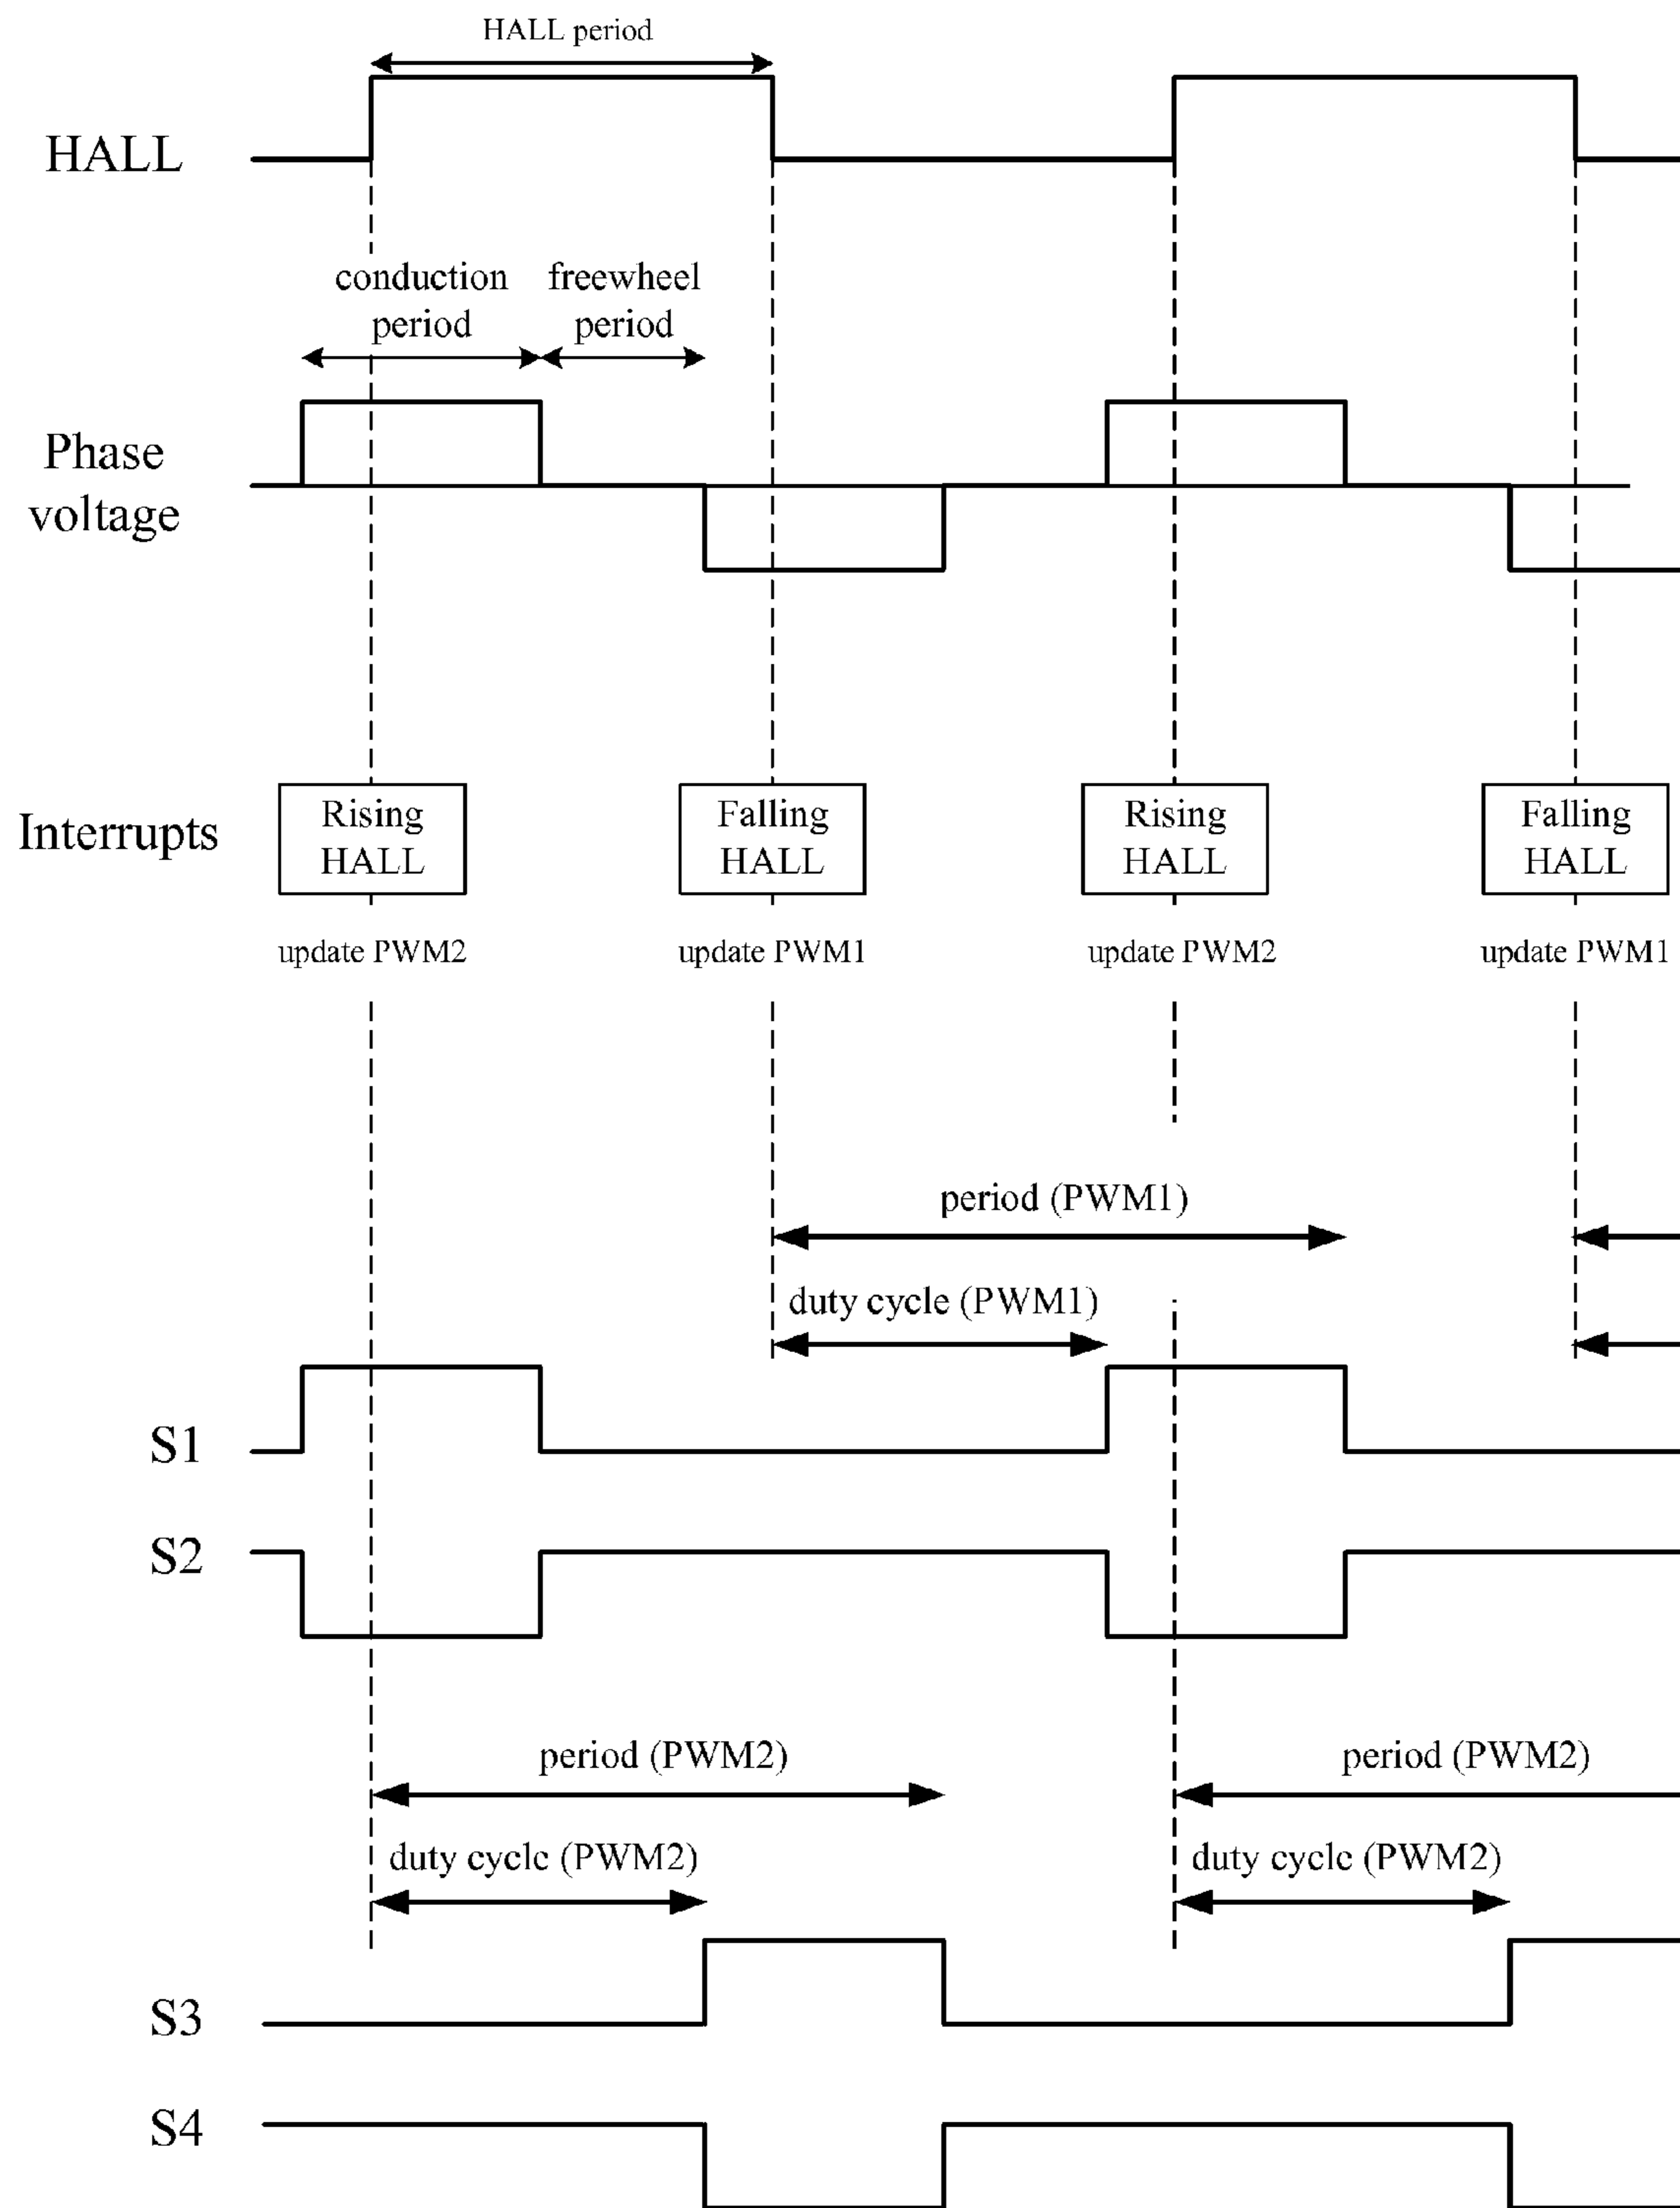 HALL period
HALL
conduction
period
freewheel
period
Phase
voltage
Interrupts
Rising
HALL
Falling
HALL
Rising
HALL
Falling
HALL
update PWM2
update PWM1
update PWM2
update PWM1
period (PWM1)
duty cycle (PWM1)
S1
S2
period (PWM2)
period (PWM2)
duty cycle (PWM2)
duty cycle (PWM2)
S3
S4